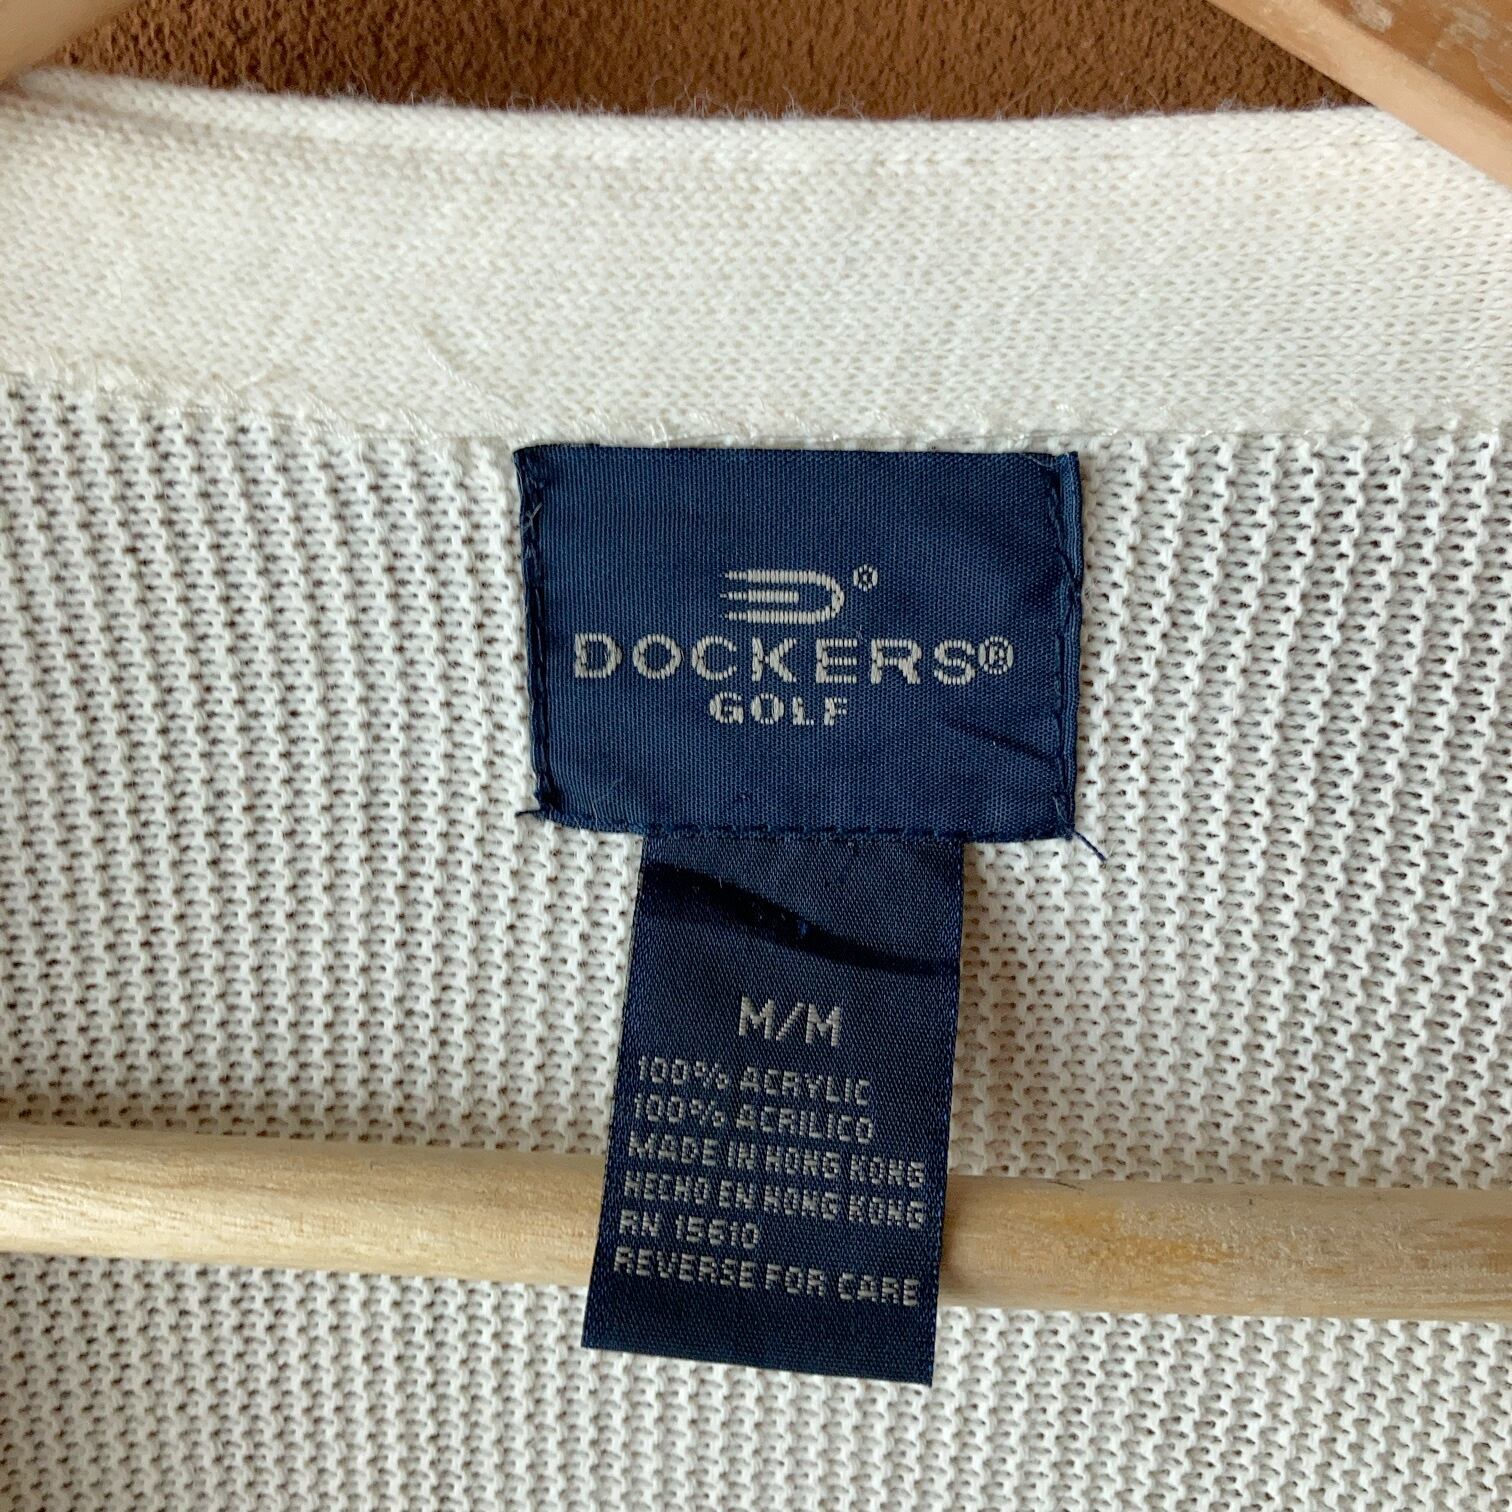 ®
DOCKERS®
GOLF
M/M
100% ACRYLIC
100% ACRILICO
MADE IN HONG KONG
HECHO EN HONG KONG
RN 15610
REVERSE FOR CARE